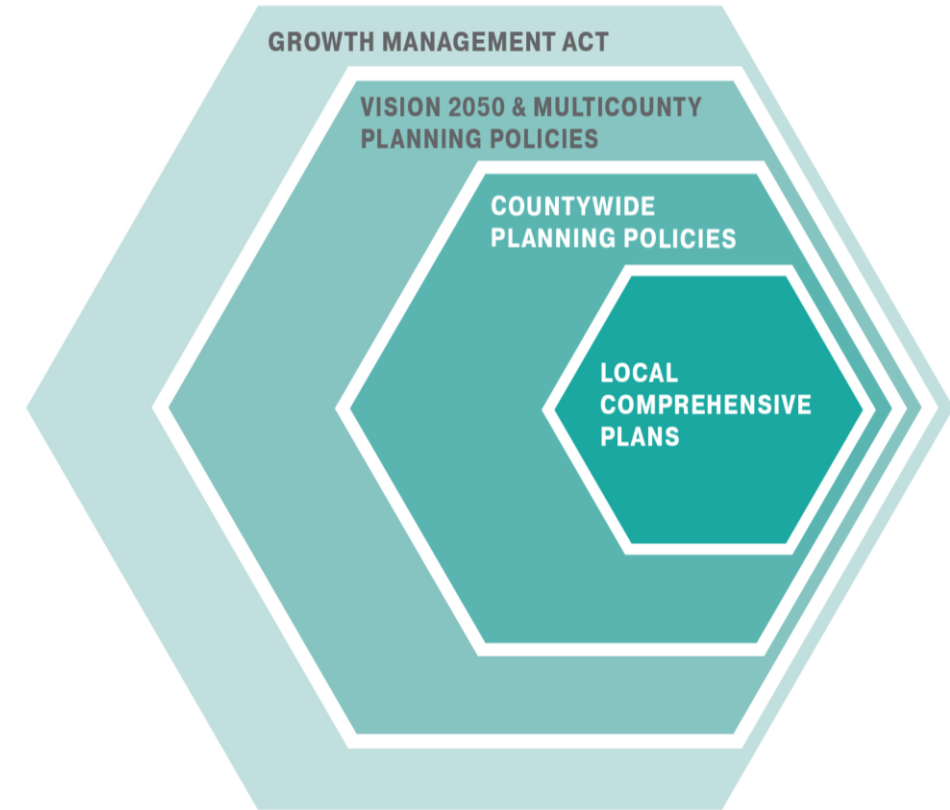 GROWTH MANAGEMENT ACT
VISION 2050 & MULTICOUNTY
PLANNING POLICIES
COUNTYWIDE
PLANNING POLICIES
LOCAL
COMPREHENSIVE
PLANS